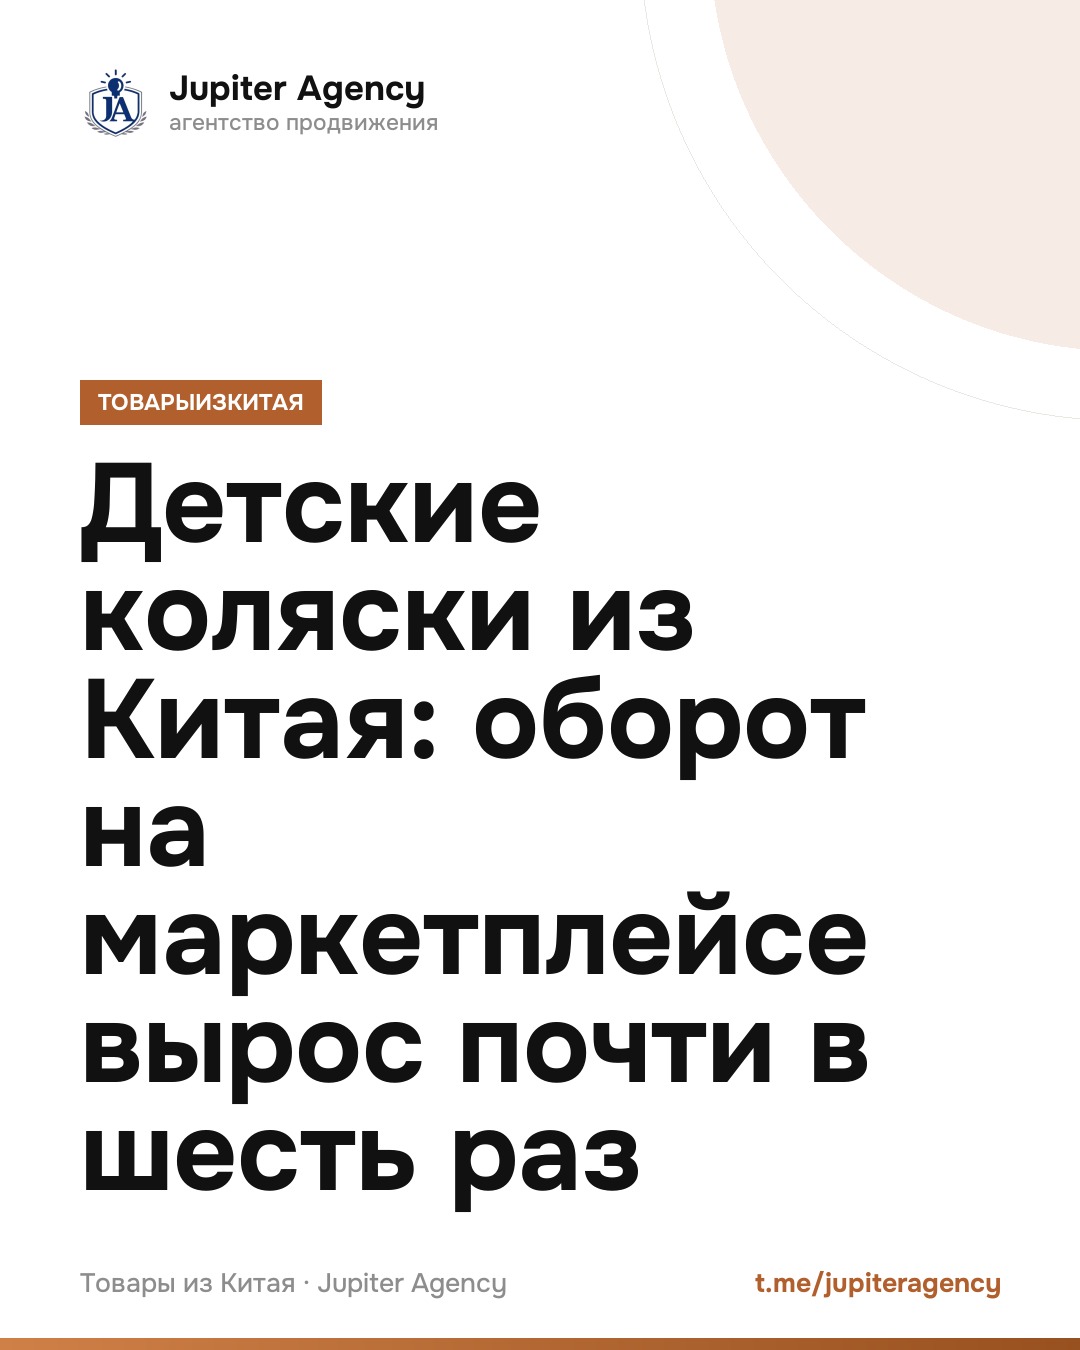 JA
Jupiter Agency
агентство продвижения
ТОВАРЫИЗКИТАЯ
Детские
коляски из
Китая: оборот
на
маркетплейсе
вырос почти в
шесть раз
Товары из Китая · Jupiter Agency
t.me/jupiteragency